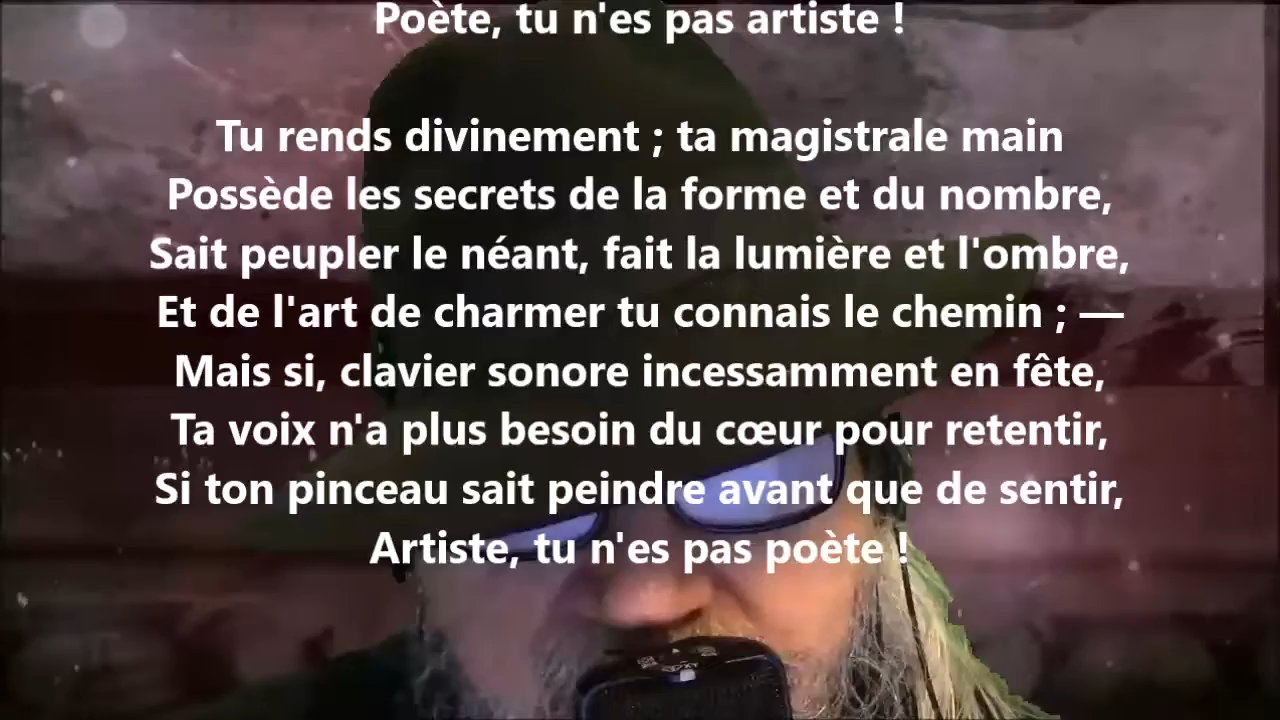 Poète, tu n'es pas artiste !
Tu rends divinement ; ta magistrale main
Possède les secrets de la forme et du nombre,
Sait peupler le néant, fait la lumière et l'ombre,
Et de l'art de charmer tu connais le chemin ; —
Mais si, clavier sonore incessamment en fête,
Ta voix n'a plus besoin du cœur pour retentir,
Si ton pinceau sait peindre avant que de sentir,
Artiste, tu n'es pas poète !